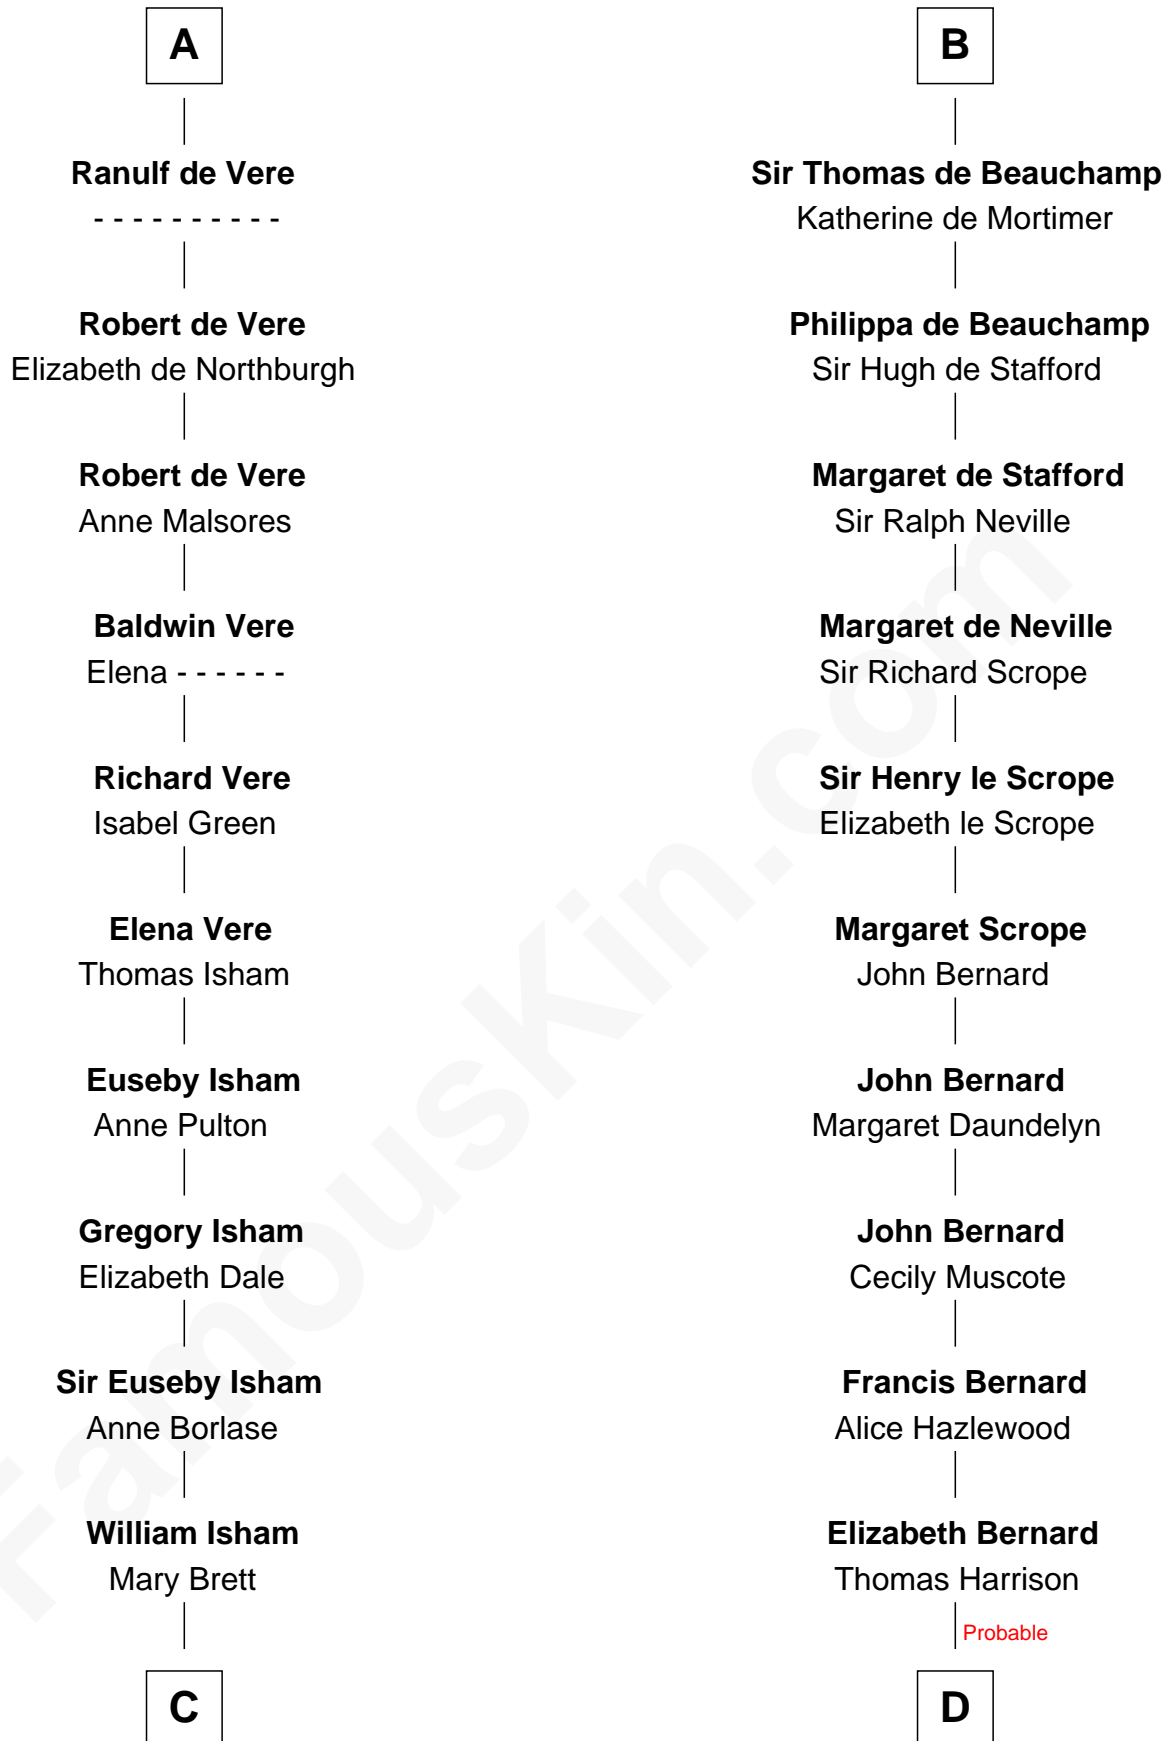 A
Ranulf de Vere
- - - - - - - - - -
Robert de Vere
Elizabeth de Northburgh
Robert de Vere
Anne Malsores
Baldwin Vere
Elena - - - - - -
Richard Vere
Isabel Green
Elena Vere
Thomas Isham
Euseby Isham
Anne Pulton
Gregory Isham
Elizabeth Dale
Sir Euseby Isham
Anne Borlase
William Isham
Mary Brett
C
B
Sir Thomas de Beauchamp
Katherine de Mortimer
Philippa de Beauchamp
Sir Hugh de Stafford
Margaret de Stafford
Sir Ralph Neville
Margaret de Neville
Sir Richard Scrope
Sir Henry le Scrope
Elizabeth le Scrope
Margaret Scrope
John Bernard
John Bernard
Margaret Daundelyn
John Bernard
Cecily Muscote
Francis Bernard
Alice Hazlewood
Elizabeth Bernard
Thomas Harrison
Probable
D
FamousKin.com